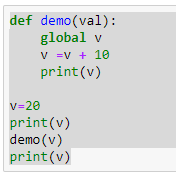 def demo(val):
    global v
    v =v + 10
    print(v)

v=20
print(v)
demo(v)
print(v)